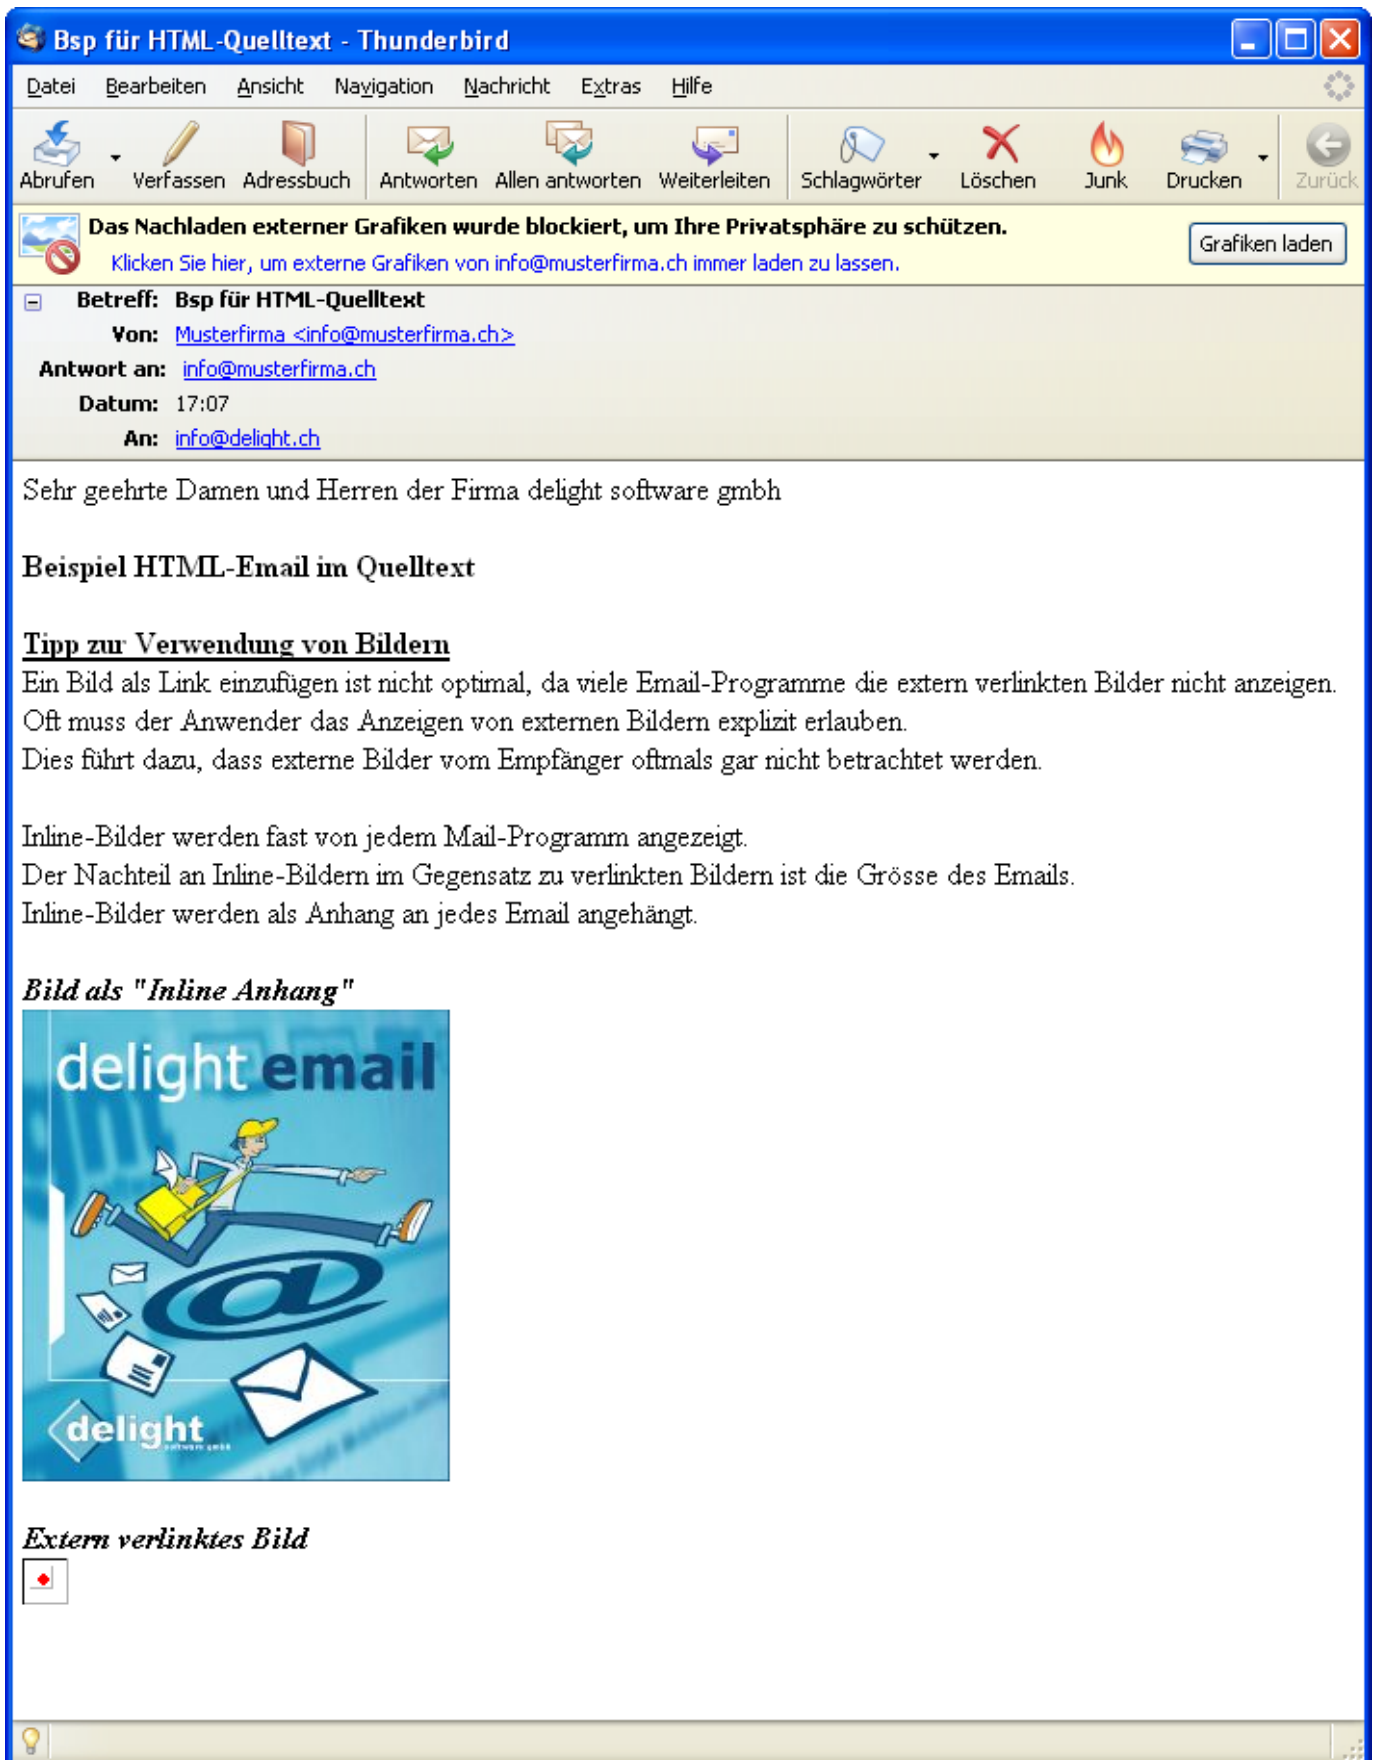 Bsp für HTML-Quelltext - Thunderbird
Datei Bearbeiten Ansicht Navigation Nachricht Extras Hilfe
Abrufen Verfassen Adressbuch Antworten Allen antworten Weiterleiten Schlagwörter Löschen Junk Drucken Zurück
Das Nachladen externer Grafiken wurde blockiert, um Ihre Privatsphäre zu schützen.
Grafiken laden
Klicken Sie hier, um externe Grafiken von info@musterfirma.ch immer laden zu lassen.
Betreff: Bsp für HTML-Quelltext
Von: Musterfirma <info@musterfirma.ch>
Antwort an: info@musterfirma.ch
Datum: 17:07
An: info@delight.ch
Sehr geehrte Damen und Herren der Firma delight software gmbh
Beispiel HTML-Email im Quelltext
Tipp zur Verwendung von Bildern
Ein Bild als Link einzufügen ist nicht optimal, da viele Email-Programme die extern verlinkten Bilder nicht anzeigen.
Oft muss der Anwender das Anzeigen von externen Bildern explizit erlauben.
Dies führt dazu, dass externe Bilder vom Empfänger oftmals gar nicht betrachtet werden.
Inline-Bilder werden fast von jedem Mail-Programm angezeigt.
Der Nachteil an Inline-Bildern im Gegensatz zu verlinkten Bildern ist die Grösse des Emails.
Inline-Bilder werden als Anhang an jedes Email angehängt.
Bild als "Inline Anhang"
delight email
@
delight
software gmbh
Extern verlinktes Bild